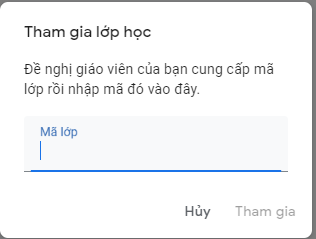 Tham gia lớp học
Đề nghị giáo viên của bạn cung cấp mã
lớp rồi nhập mã đó vào đây.
Mã lớp
Hủy Tham gia